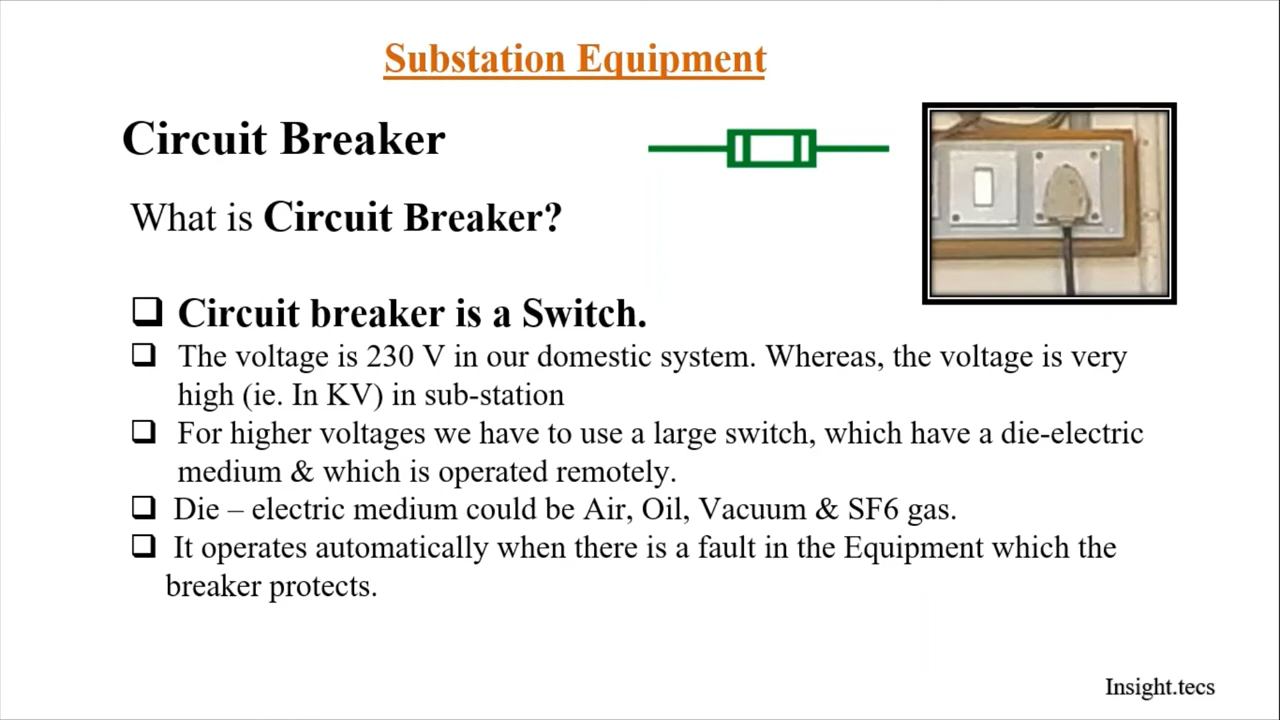 Substation Equipment
Circuit Breaker
What is Circuit Breaker?
❑ Circuit breaker is a Switch.
❑ The voltage is 230 V in our domestic system. Whereas, the voltage is very
high (ie. In KV) in sub-station
❑ For higher voltages we have to use a large switch, which have a die-electric
medium & which is operated remotely.
❑ Die – electric medium could be Air, Oil, Vacuum & SF6 gas.
❑ It operates automatically when there is a fault in the Equipment which the
breaker protects.
Insight.tecs